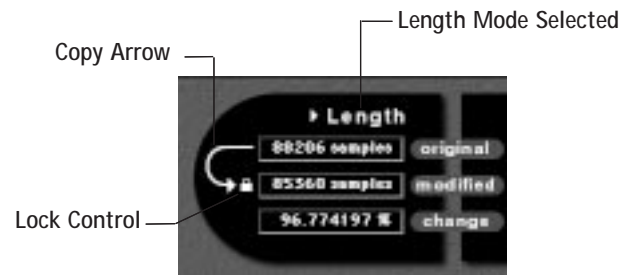 Length Mode Selected
Copy Arrow
Length
88206 samples original
85360 samples modified
Lock Control
96.774197 % change